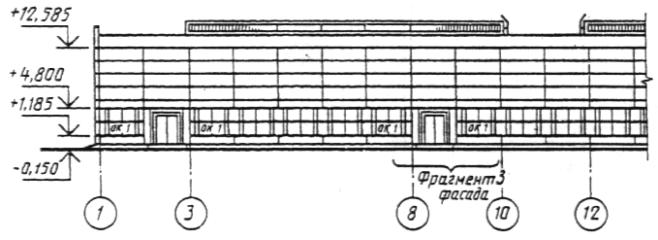 +12,585
+4,800
+1,185
ок 1 ок 1 ок 1 ок 1
-0,150
Фрагмент 3
фасада
1 3 8 10 12